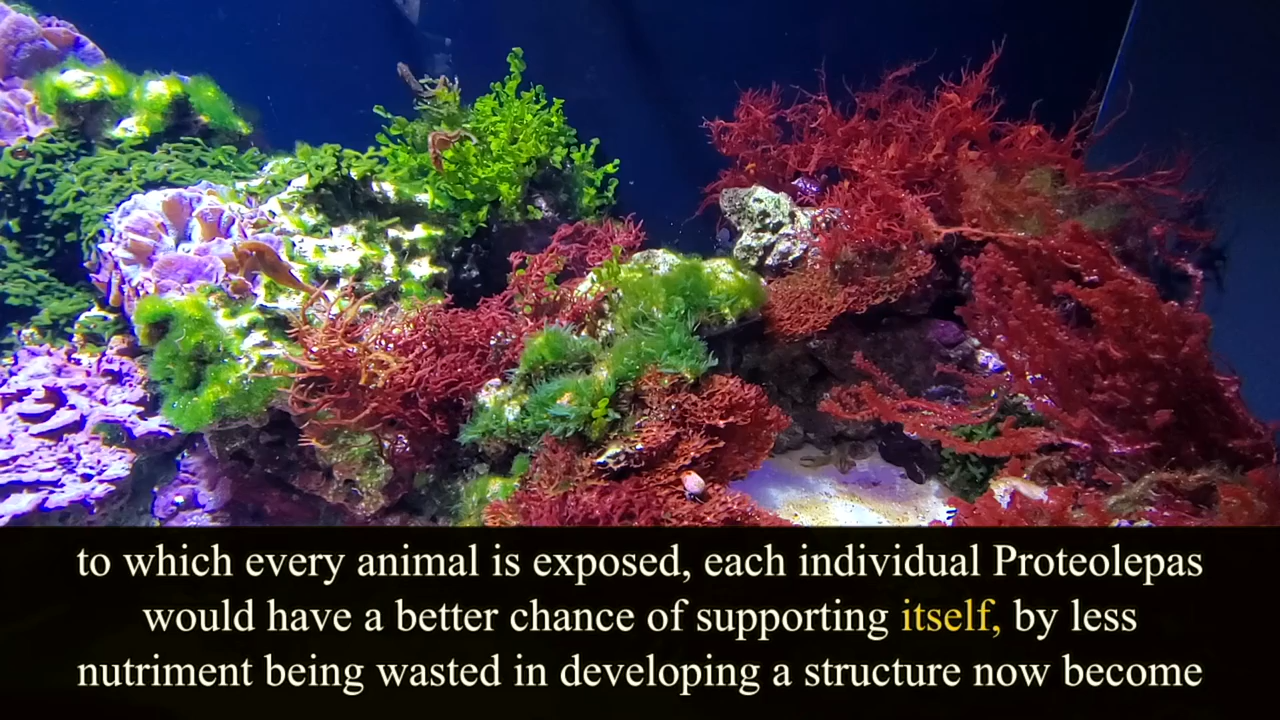 to which every animal is exposed, each individual Proteolepas
would have a better chance of supporting itself, by less
nutriment being wasted in developing a structure now become